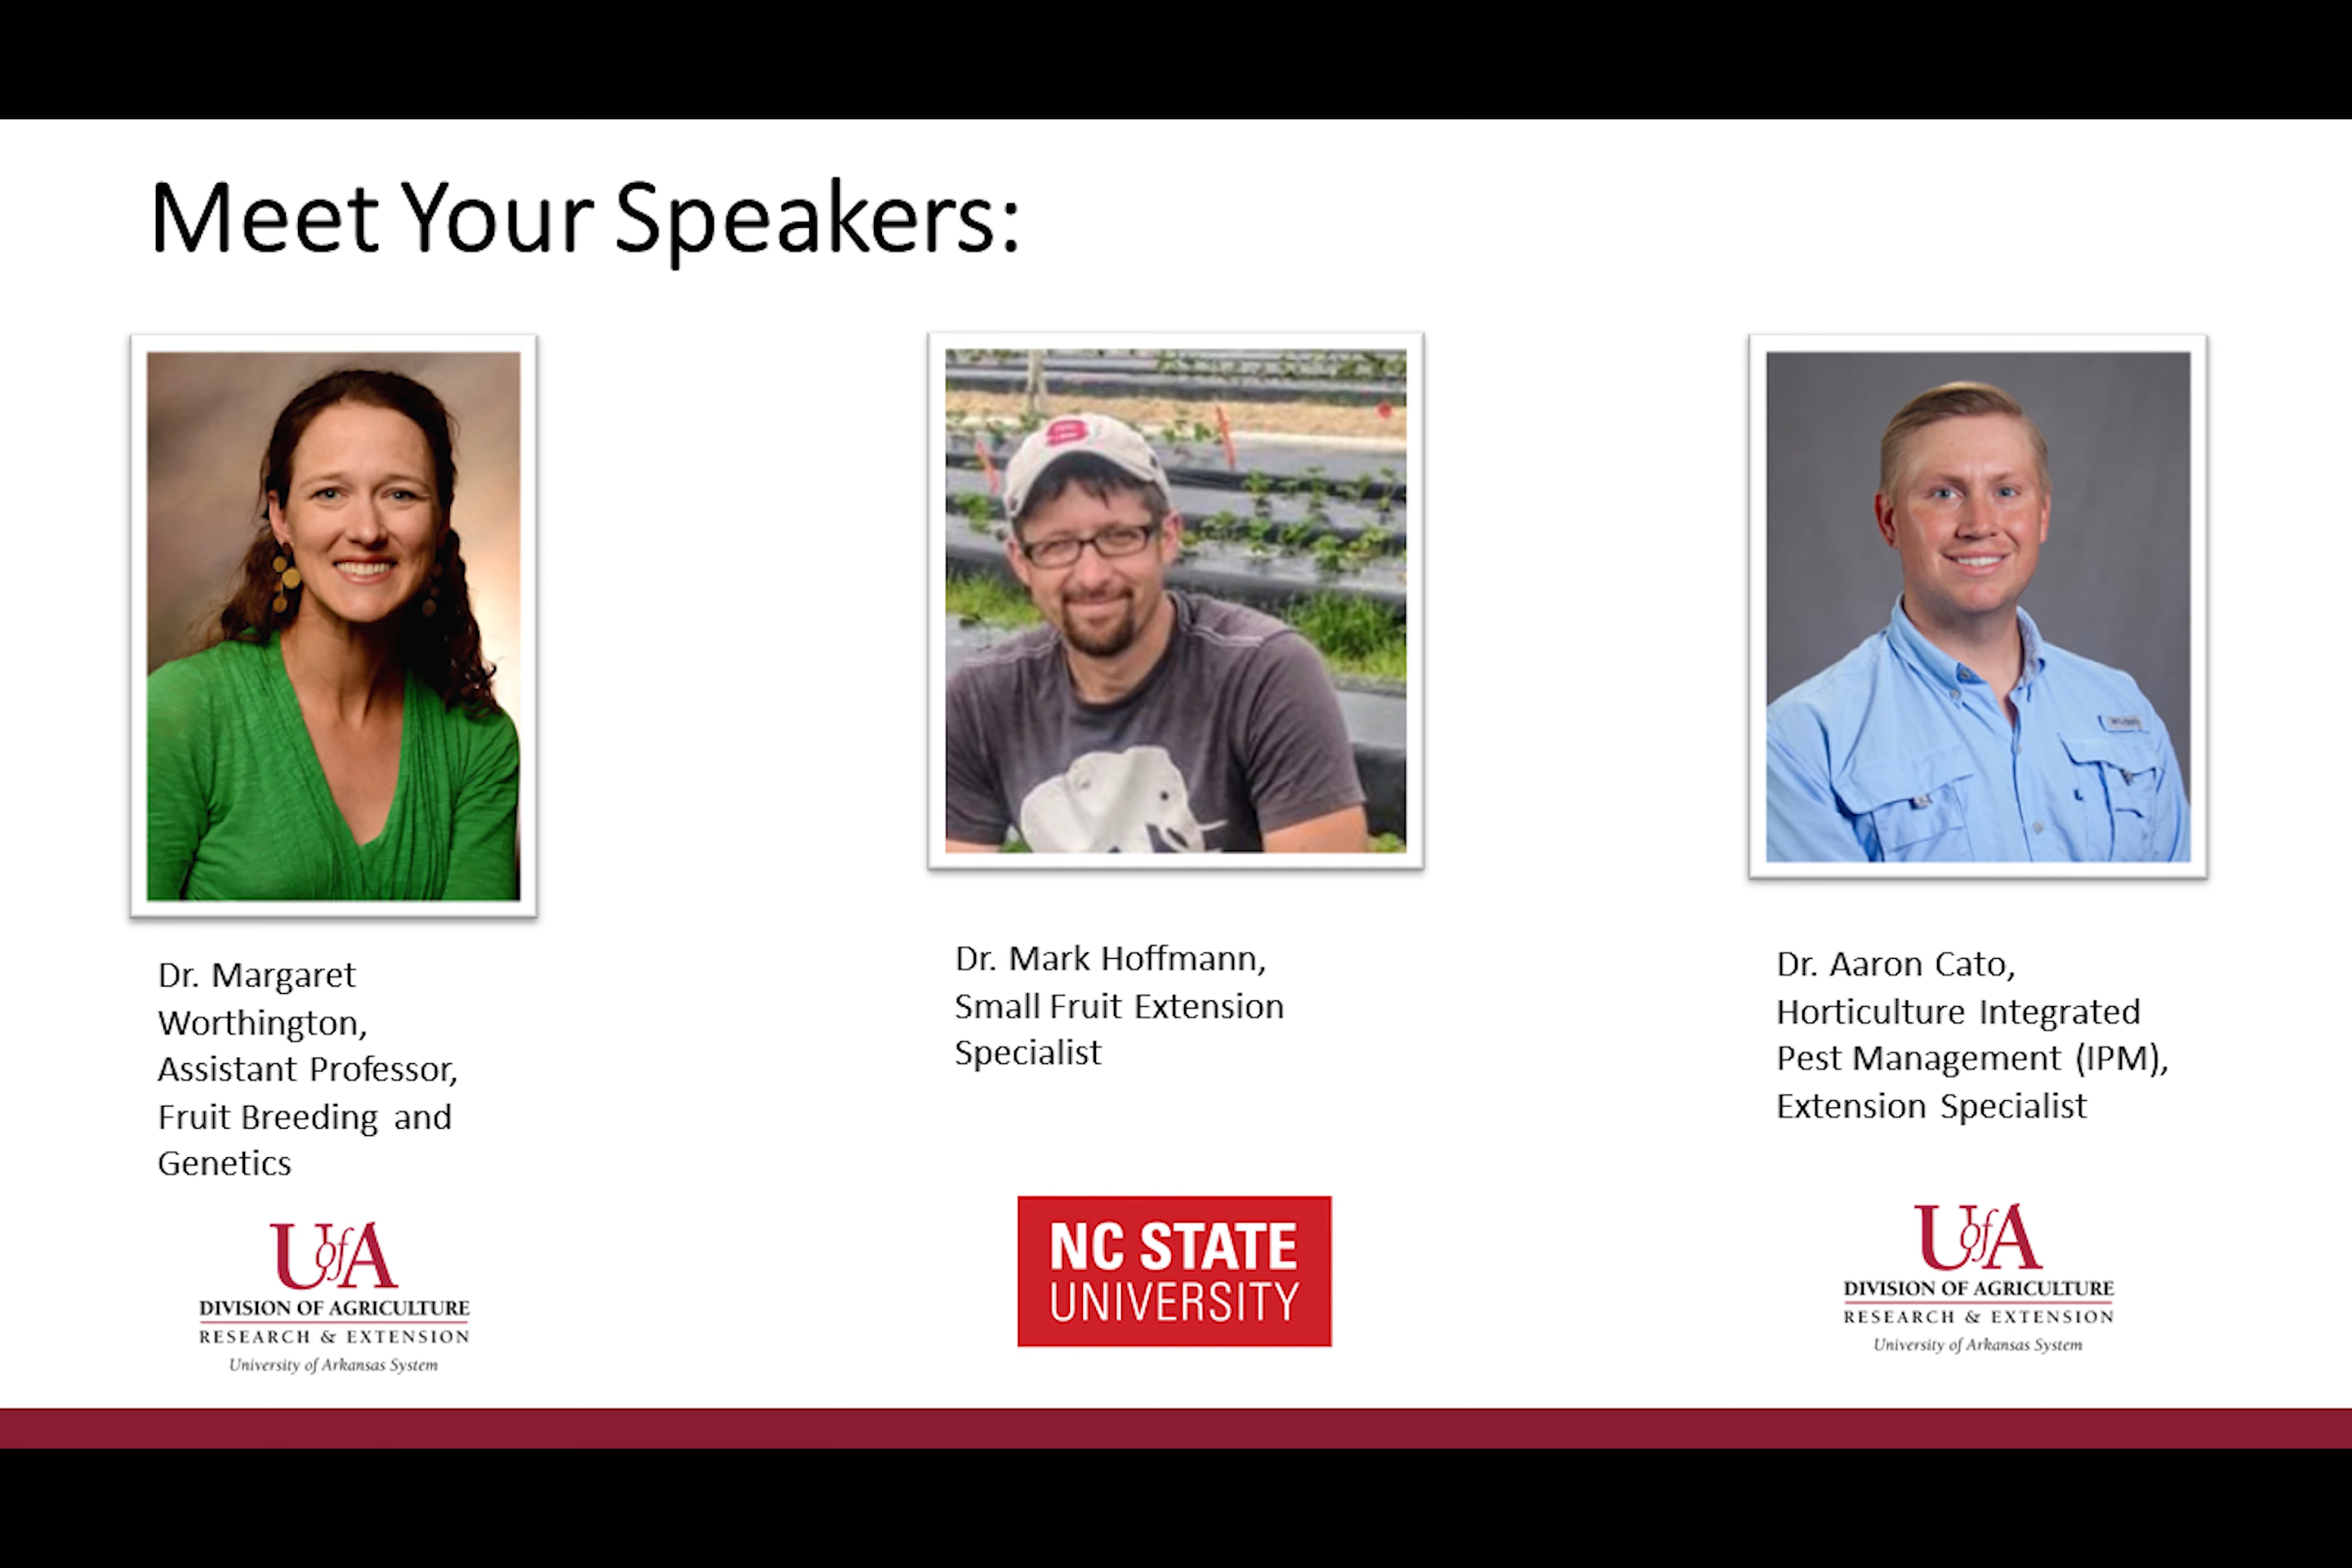 Meet Your Speakers:
Dr. Margaret
Worthington,
Assistant Professor,
Fruit Breeding and
Genetics
UofA
DIVISION OF AGRICULTURE
RESEARCH & EXTENSION
University of Arkansas System
Dr. Mark Hoffmann,
Small Fruit Extension
Specialist
NC STATE
UNIVERSITY
Dr. Aaron Cato,
Horticulture Integrated
Pest Management (IPM),
Extension Specialist
UofA
DIVISION OF AGRICULTURE
RESEARCH & EXTENSION
University of Arkansas System